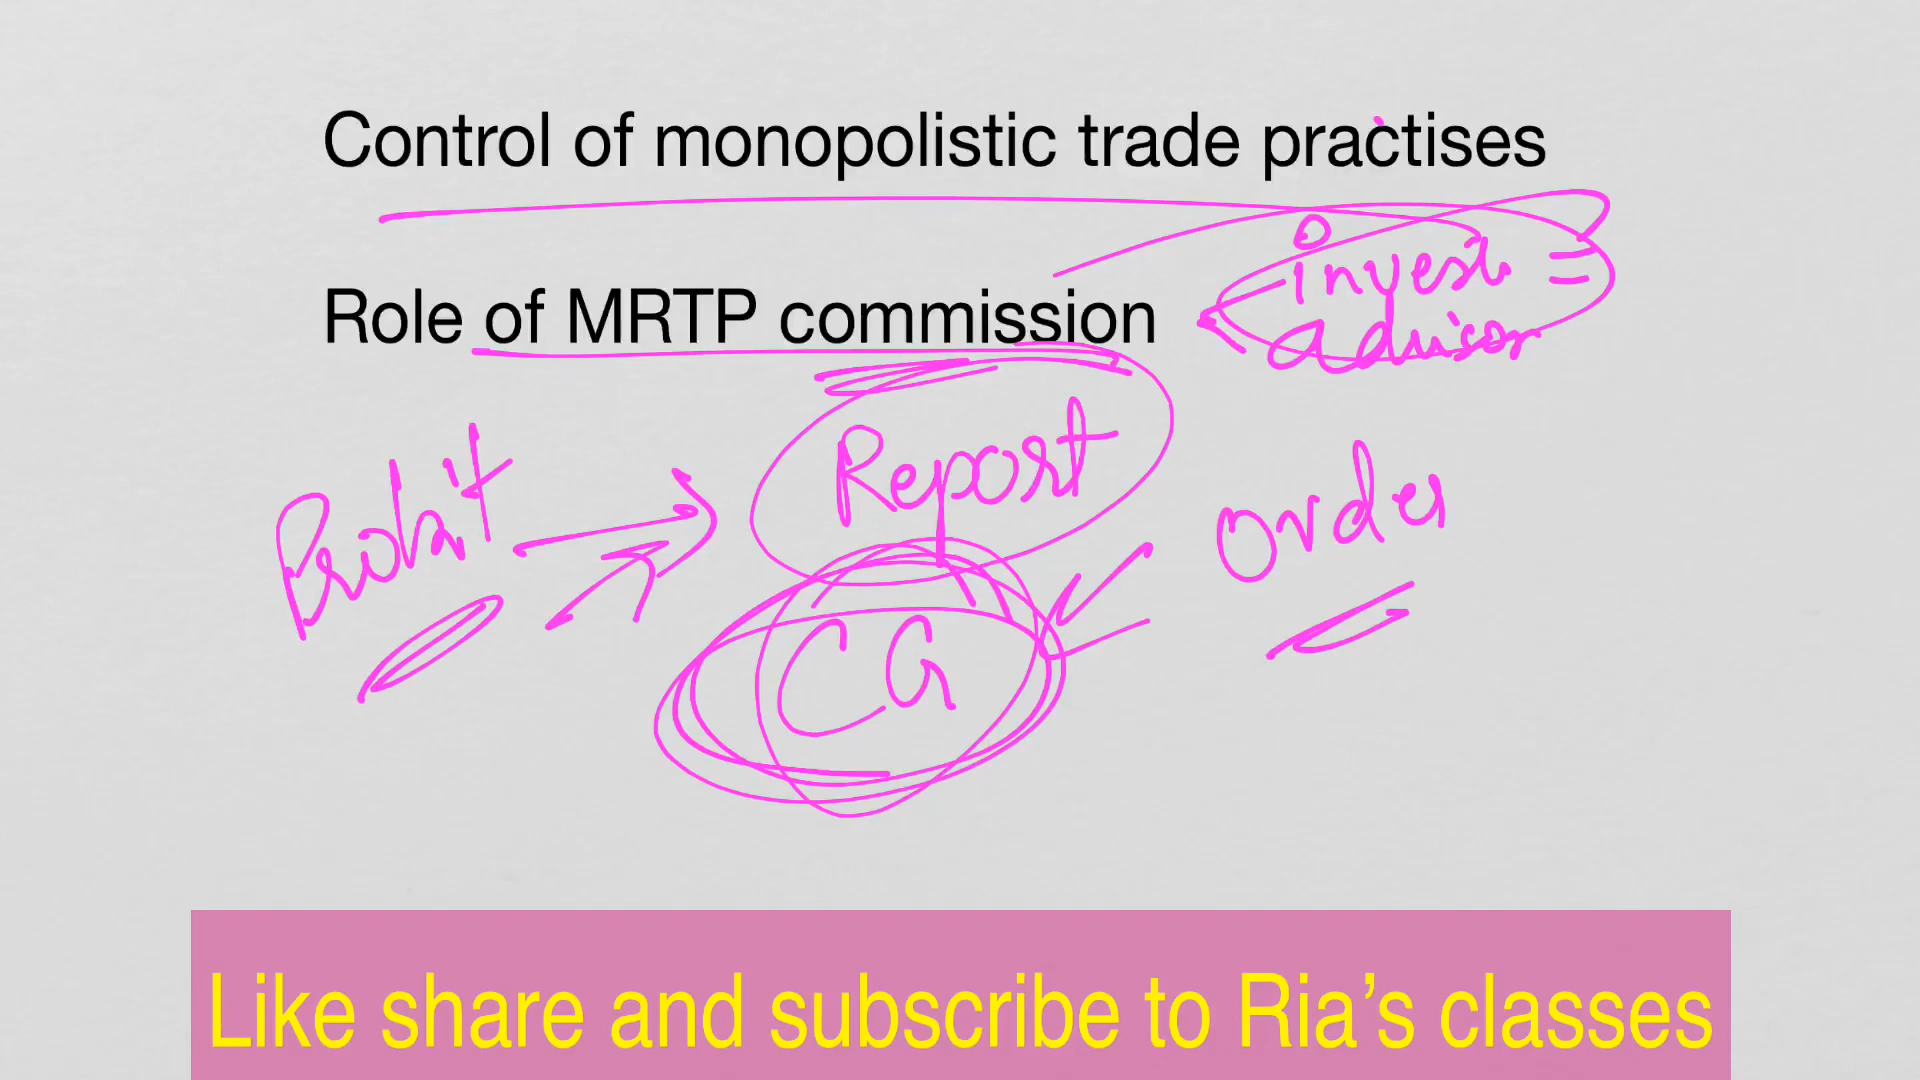 Control of monopolistic trade practises
invest
Role of MRTP commission
advisor
Report
Prohit
Order
CG
Like share and subscribe to Ria's classes